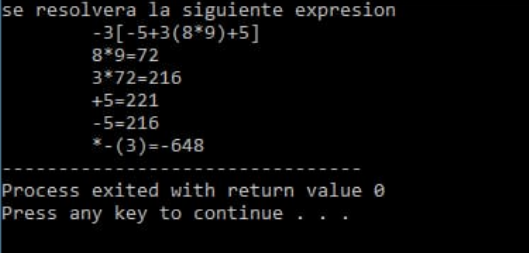 se resolvera la siguiente expresion
-3[-5+3(8*9)+5]
8*9=72
3*72=216
+5=221
-5=216
*-(3)=-648
--------------------------------
Process exited with return value 0
Press any key to continue . . .